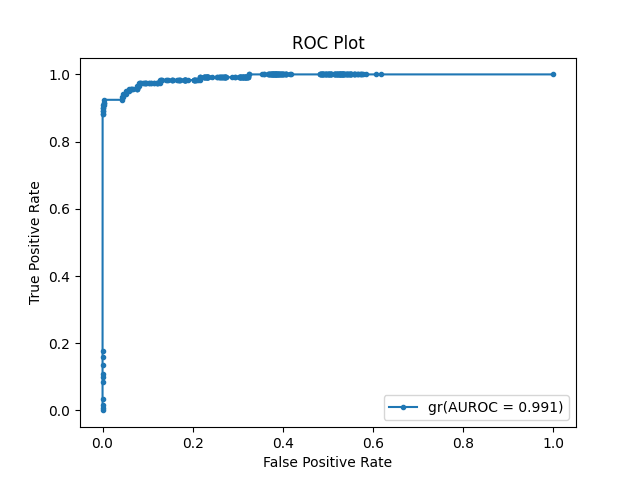 ROC Plot
True Positive Rate
1.0
0.8
0.6
0.4
0.2
0.0
gr(AUROC = 0.991)
0.0 0.2 0.4 0.6 0.8 1.0
False Positive Rate